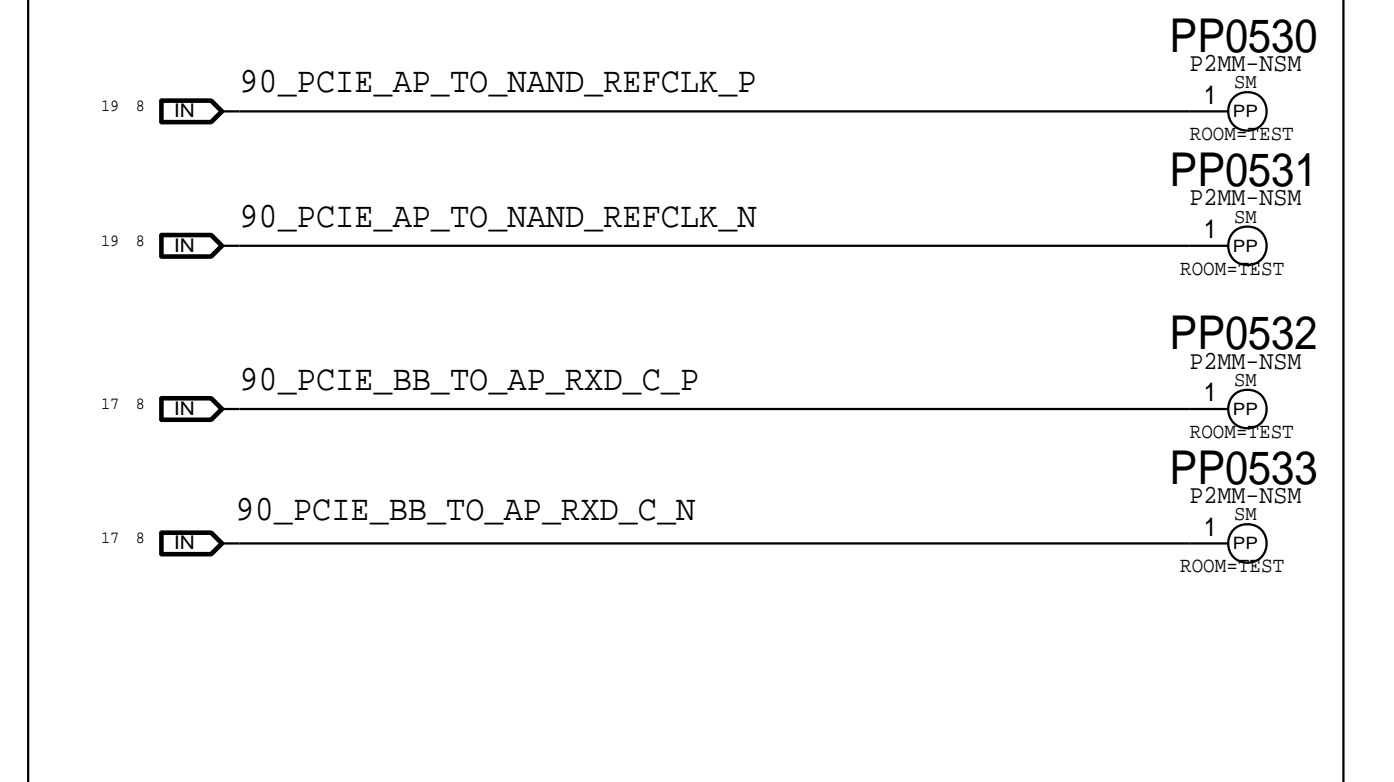 PP0530
P2MM-NSM
SM
90_PCIE_AP_TO_NAND_REFCLK_P
19 8 IN 1 PP
ROOM=TEST
PP0531
P2MM-NSM
SM
90_PCIE_AP_TO_NAND_REFCLK_N
19 8 IN 1 PP
ROOM=TEST
PP0532
P2MM-NSM
SM
90_PCIE_BB_TO_AP_RXD_C_P
17 8 IN 1 PP
ROOM=TEST
PP0533
P2MM-NSM
SM
90_PCIE_BB_TO_AP_RXD_C_N
17 8 IN 1 PP
ROOM=TEST